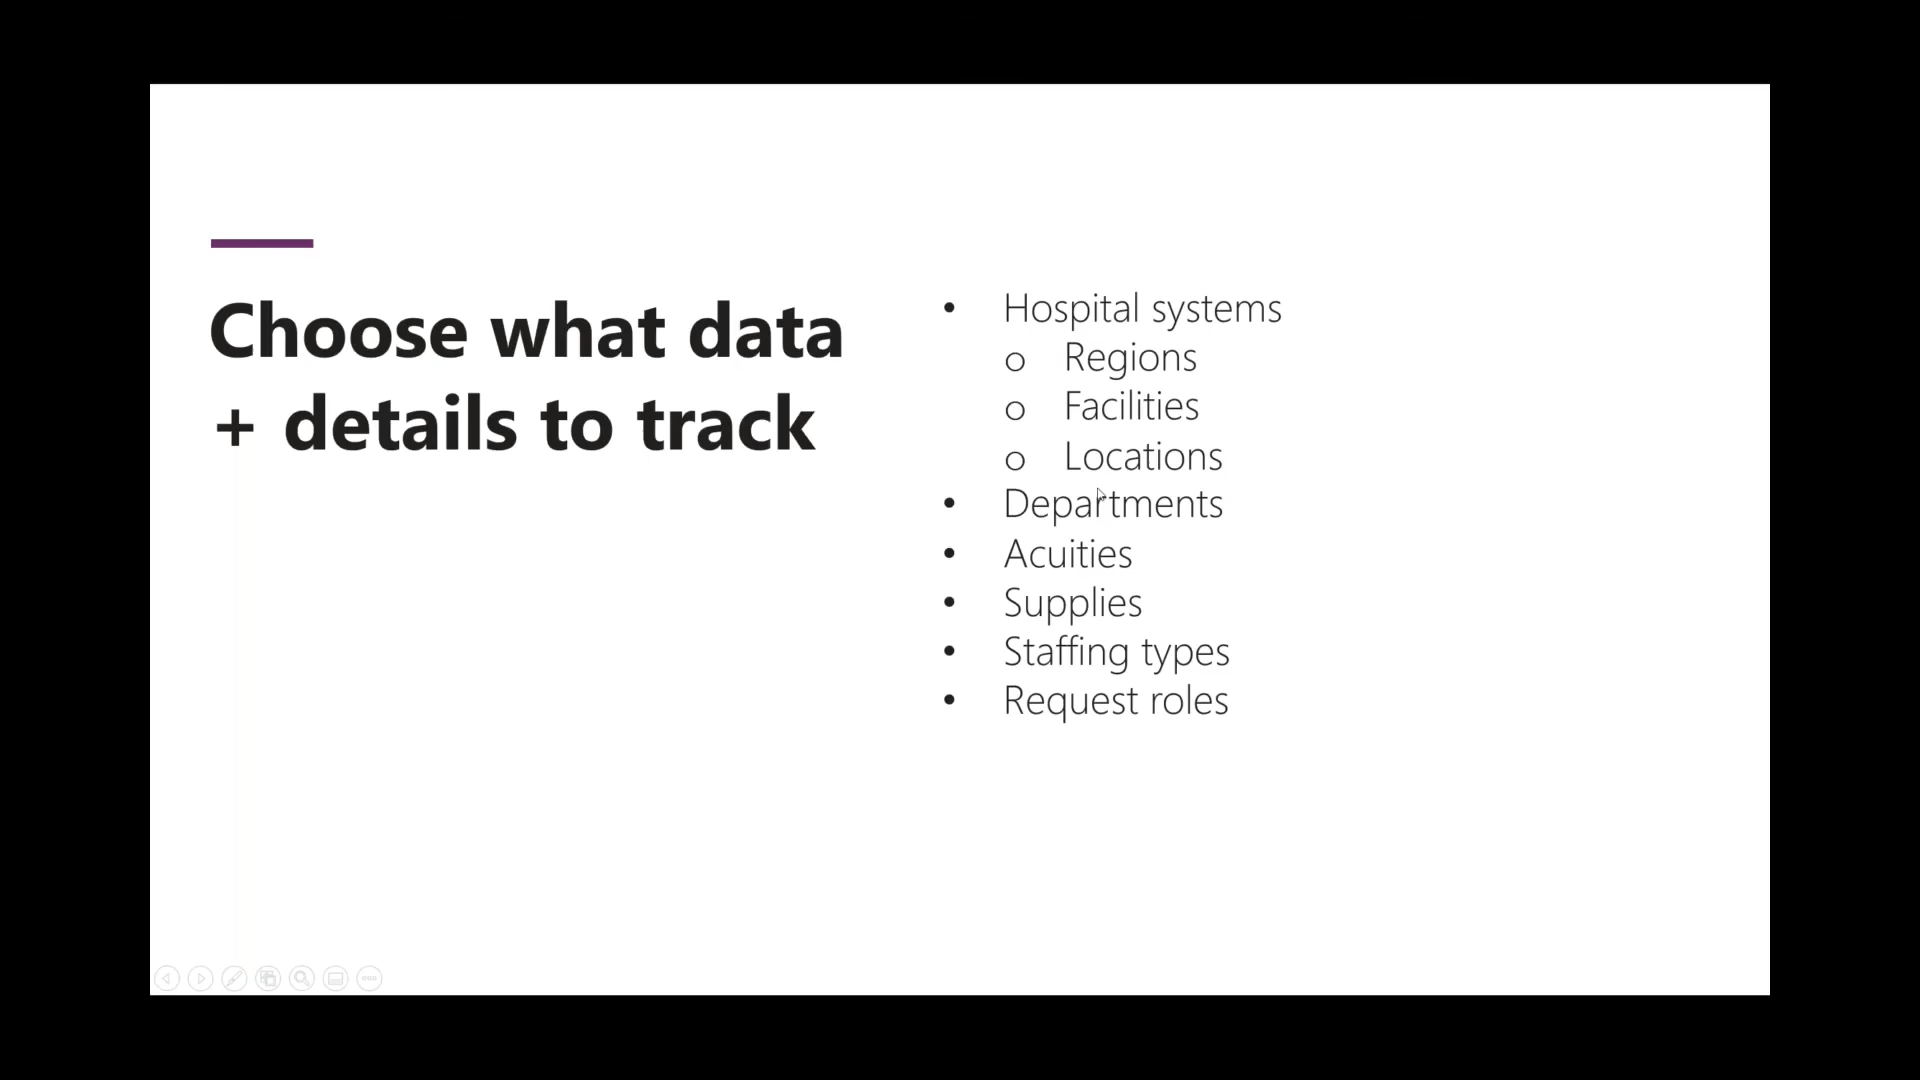 Choose what data
+ details to track
• Hospital systems
o Regions
o Facilities
o Locations
• Departments
• Acuities
• Supplies
• Staffing types
• Request roles